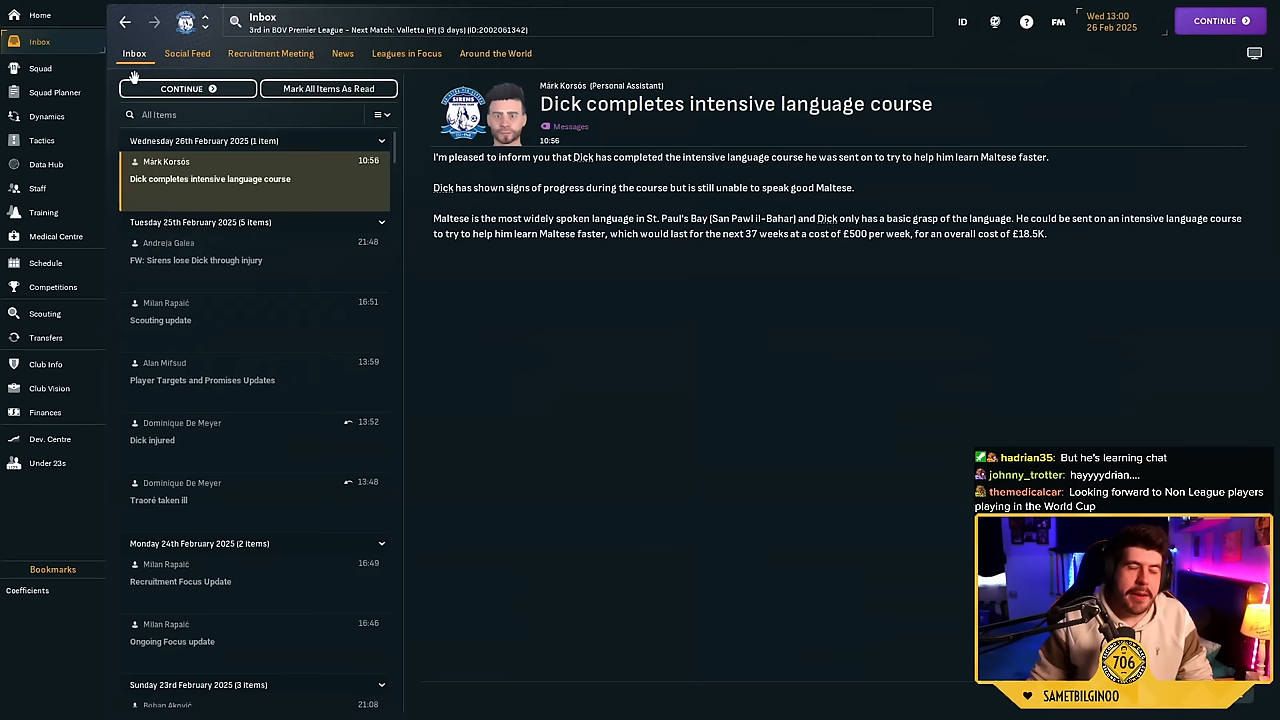 Home
Inbox
Squad
Squad Planner
Dynamics
Tactics
Data Hub
Staff
Training
Medical Centre
Schedule
Competitions
Scouting
Transfers
Club Info
Club Vision
Finances
Dev. Centre
Under 23s
Bookmarks
Coefficients
Inbox
3rd in BOV Premier League - Next Match: Valletta (H) (3 days) (ID:2002061342)
ID
FM
Wed 13:00
26 Feb 2025
CONTINUE
Inbox
Social Feed
Recruitment Meeting
News
Leagues in Focus
Around the World
CONTINUE
Mark All Items As Read
All Items
Wednesday 26th February 2025 (1 item)
Márk Korsós 10:56
Dick completes intensive language course
Tuesday 25th February 2025 (5 items)
Andreja Galea 21:48
FW: Sirens lose Dick through injury
Milan Rapaić 16:51
Scouting update
Alan Mifsud 13:59
Player Targets and Promises Updates
Dominique De Meyer 13:52
Dick injured
Dominique De Meyer 13:48
Traoré taken ill
Monday 24th February 2025 (2 items)
Milan Rapaić 16:49
Recruitment Focus Update
Milan Rapaić 16:46
Ongoing Focus update
Sunday 23rd February 2025 (3 items)
21:08
SIRENS
Márk Korsós (Personal Assistant)
Dick completes intensive language course
Messages
10:56
I'm pleased to inform you that Dick has completed the intensive language course he was sent on to try to help him learn Maltese faster.
Dick has shown signs of progress during the course but is still unable to speak good Maltese.
Maltese is the most widely spoken language in St. Paul's Bay (San Pawl il-Bahar) and Dick only has a basic grasp of the language. He could be sent on an intensive language course
to try to help him learn Maltese faster, which would last for the next 37 weeks at a cost of £500 per week, for an overall cost of £18.5K.
hadrian35: But he's learning chat
johnny_trotter: hayyyydrian....
themedicalcar: Looking forward to Non League players
playing in the World Cup
706
SAMETBILGINOO